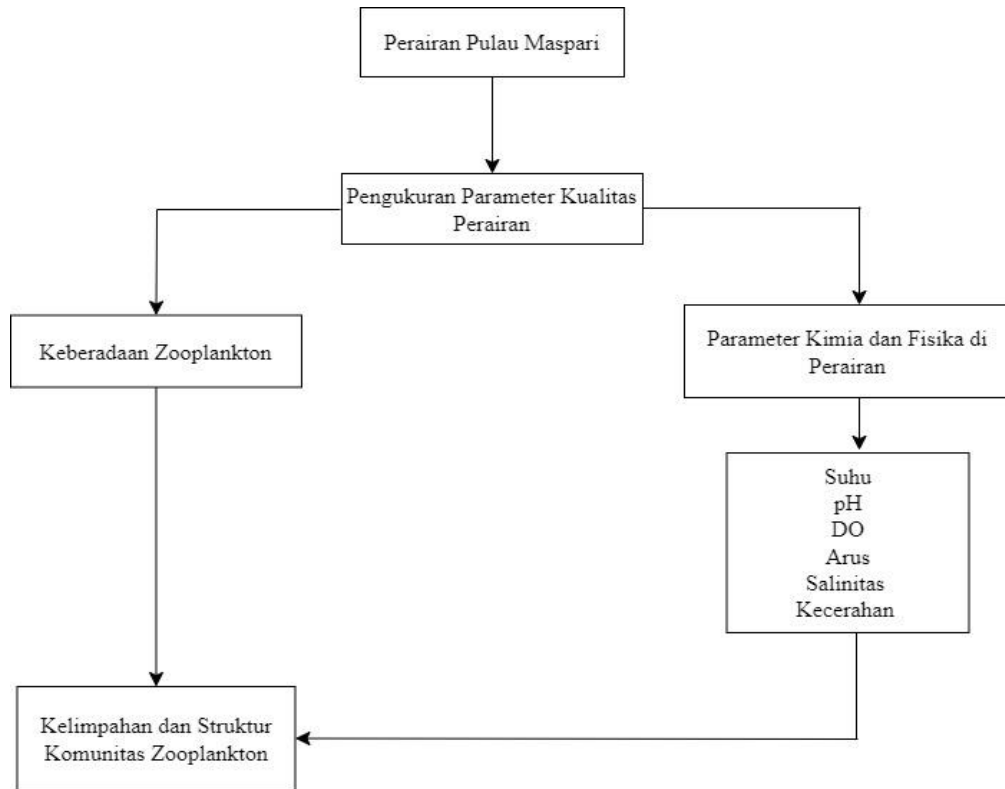 Perairan Pulau Maspari
Pengukuran Parameter Kualitas
Perairan
Keberadaan Zooplankton
Parameter Kimia dan Fisika di
Perairan
Suhu
pH
DO
Arus
Salinitas
Kecerahan
Kelimpahan dan Struktur
Komunitas Zooplankton